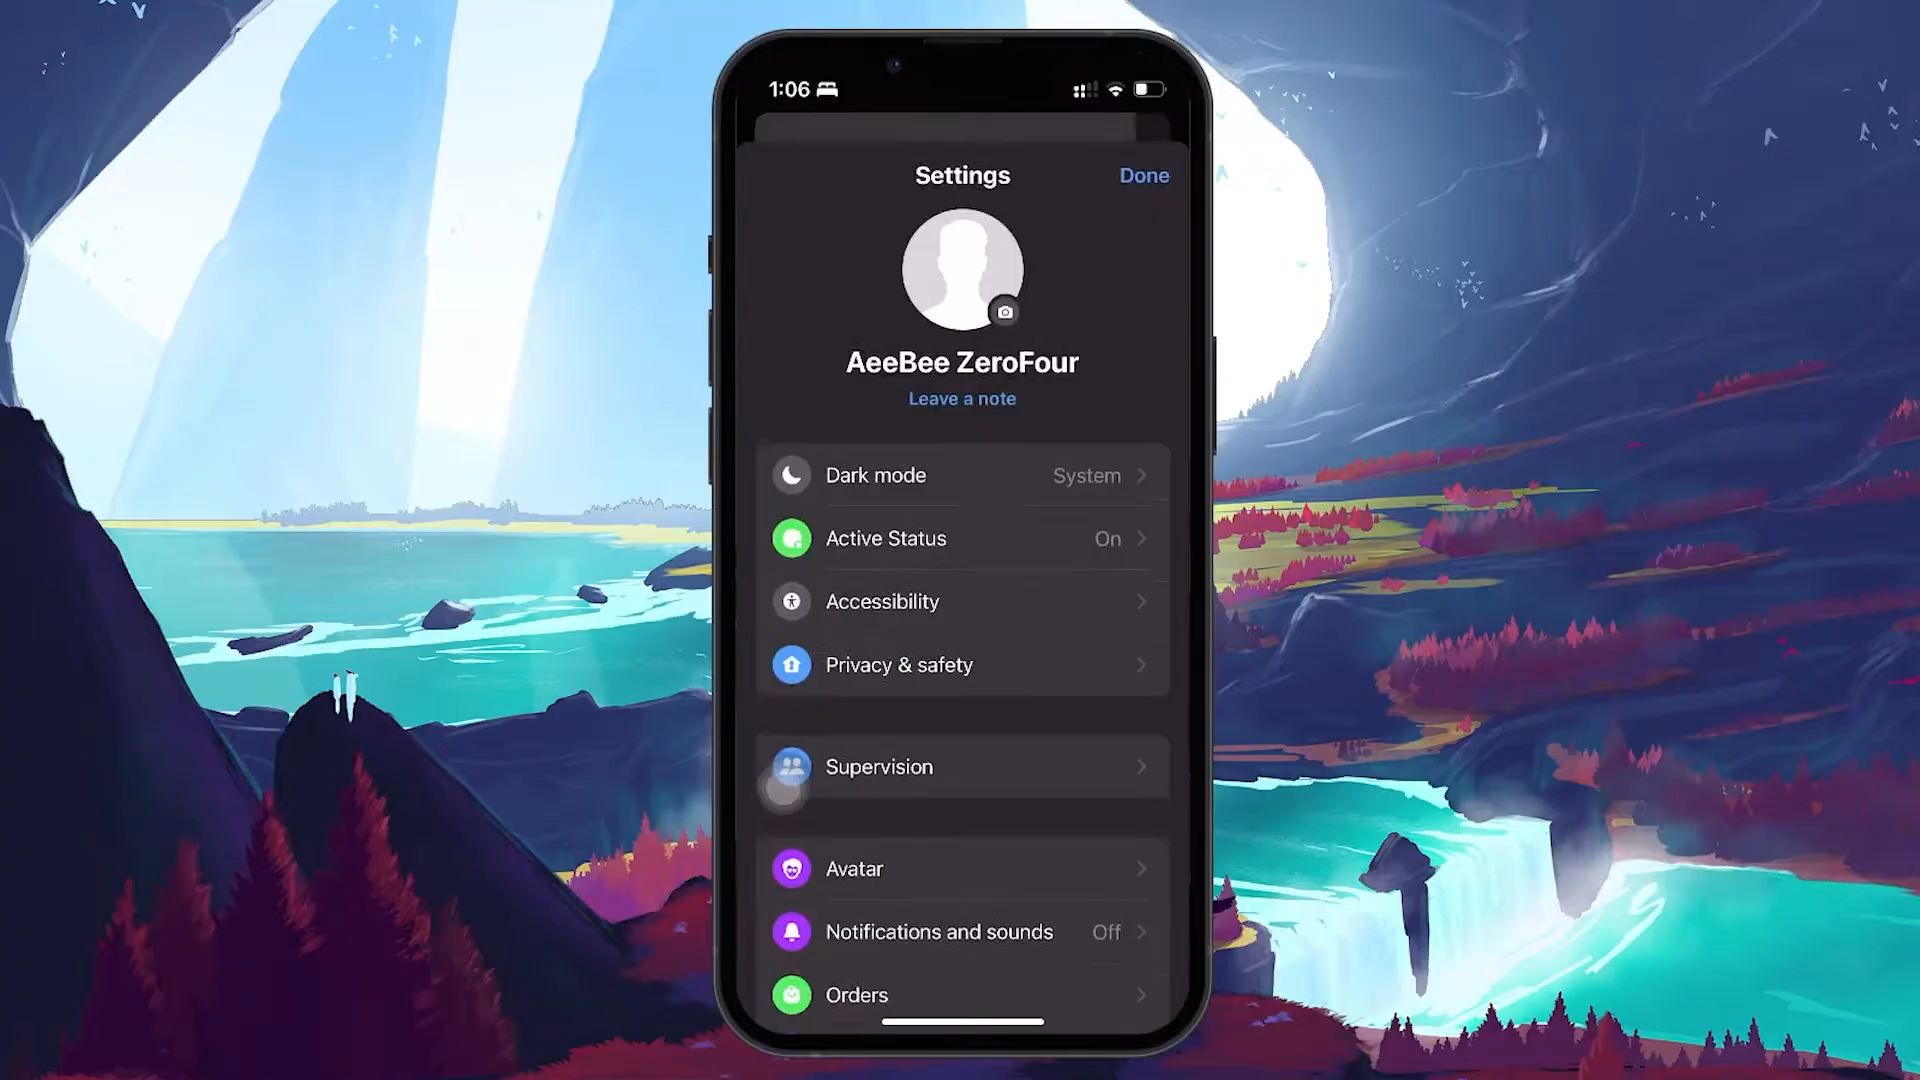 1:06
Settings
Done
AeeBee ZeroFour
Leave a note
Dark mode
System
Active Status
On
Accessibility
Privacy & safety
Supervision
Avatar
Notifications and sounds
Off
Orders